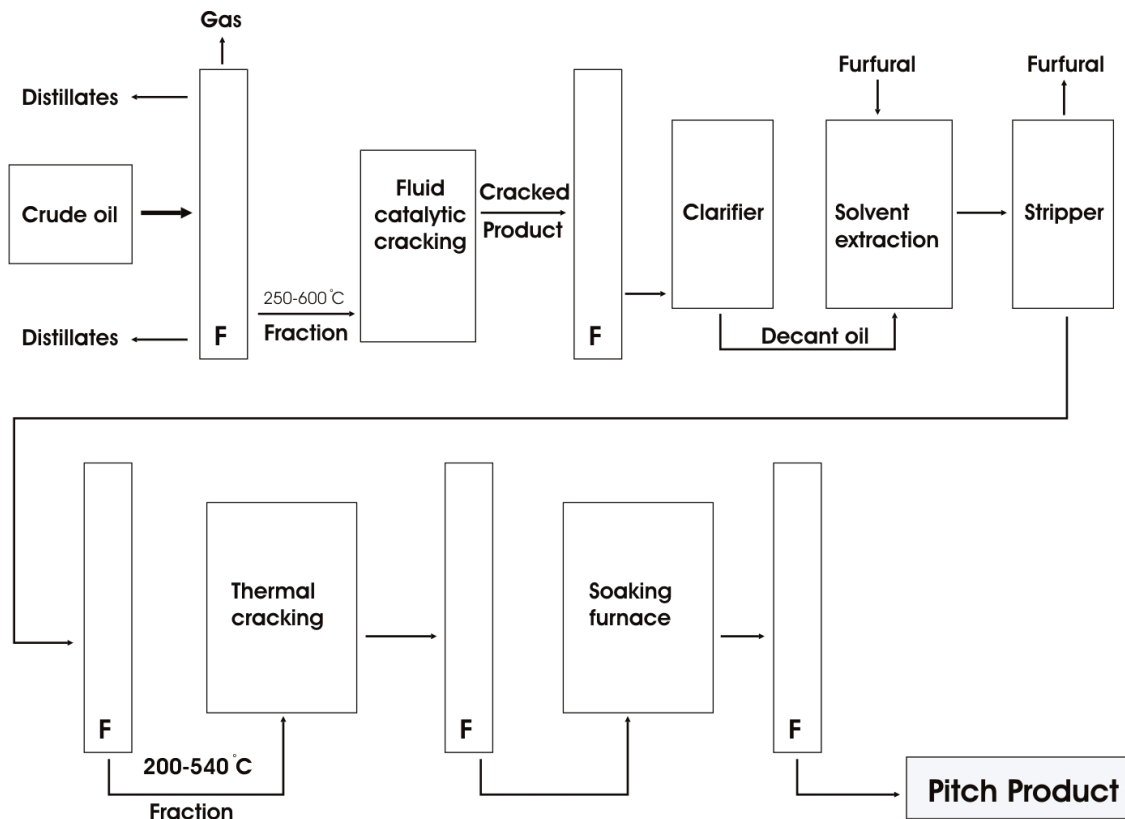 Gas
Distillates
Crude oil
Distillates
F
250-600°C
Fraction
Fluid
catalytic
cracking
Cracked
Product
F
Clarifier
Decant oil
Furfural
Solvent
extraction
Furfural
Stripper
F
200-540°C
Fraction
Thermal
cracking
F
Soaking
furnace
F
Pitch Product